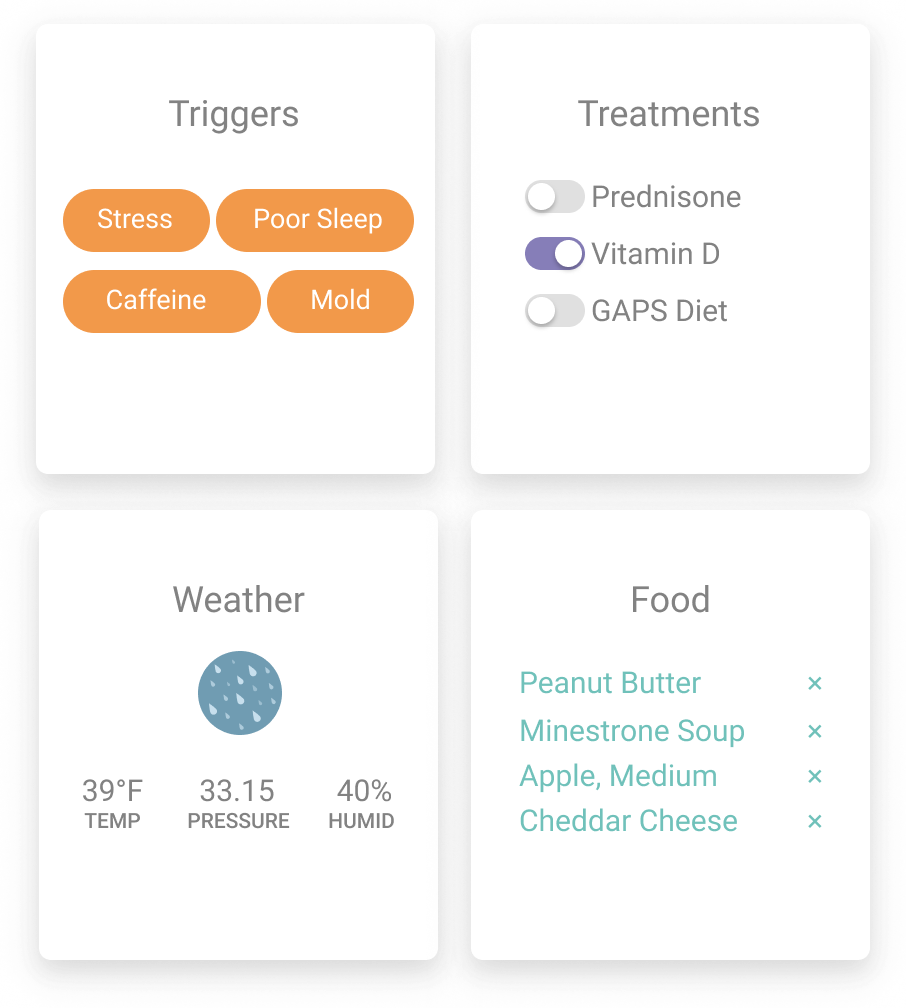 Triggers
Stress Poor Sleep
Caffeine Mold
Treatments
Prednisone
Vitamin D
GAPS Diet
Weather
39°F 33.15 40%
TEMP PRESSURE HUMID
Food
Peanut Butter ×
Minestrone Soup ×
Apple, Medium ×
Cheddar Cheese ×